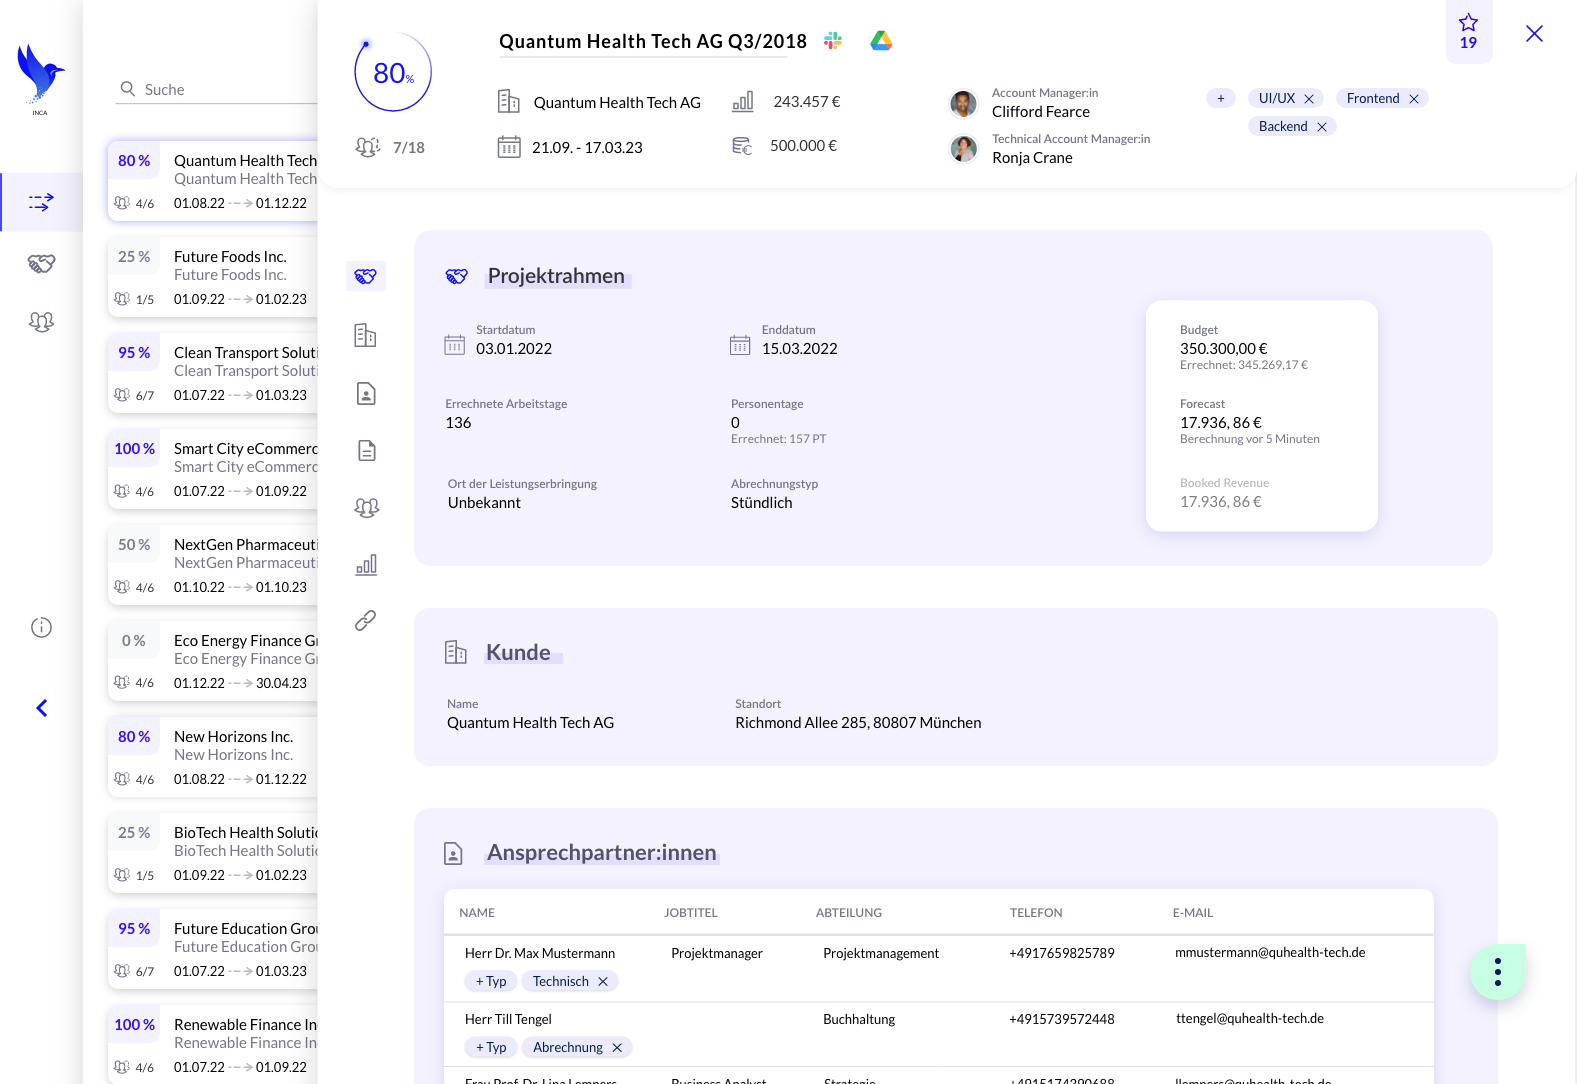 INCA
Suche
80 %
Quantum Health Tech
Quantum Health Tech
4/6
01.08.22
01.12.22
25 %
Future Foods Inc.
Future Foods Inc.
1/5
01.09.22
01.02.23
95 %
Clean Transport Soluti
Clean Transport Soluti
6/7
01.07.22
01.03.23
100 %
Smart City eCommerc
Smart City eCommerc
4/6
01.07.22
01.09.22
50 %
NextGen Pharmaceuti
NextGen Pharmaceuti
4/6
01.10.22
01.10.23
0 %
Eco Energy Finance Gr
Eco Energy Finance Gr
4/6
01.12.22
30.04.23
80 %
New Horizons Inc.
New Horizons Inc.
4/6
01.08.22
01.12.22
25 %
BioTech Health Solutio
BioTech Health Solutio
1/5
01.09.22
01.02.23
95 %
Future Education Grou
Future Education Grou
6/7
01.07.22
01.03.23
100 %
Renewable Finance In
Renewable Finance In
4/6
01.07.22
01.09.22
80%
7/18
Quantum Health Tech AG Q3/2018
Quantum Health Tech AG
21.09. - 17.03.23
243.457 €
500.000 €
Account Manager:in
Clifford Fearce
Technical Account Manager:in
Ronja Crane
+
UI/UX
Frontend
Backend
19
Projektrahmen
Startdatum
03.01.2022
Enddatum
15.03.2022
Errechnete Arbeitstage
136
Personentage
0
Errechnet: 157 PT
Ort der Leistungserbringung
Unbekannt
Abrechnungstyp
Stündlich
Budget
350.300,00 €
Errechnet: 345.269,17 €
Forecast
17.936, 86 €
Berechnung vor 5 Minuten
Booked Revenue
17.936, 86 €
Kunde
Name
Quantum Health Tech AG
Standort
Richmond Allee 285, 80807 München
Ansprechpartner:innen
NAME JOBTITEL ABTEILUNG TELEFON E-MAIL
Herr Dr. Max Mustermann Projektmanager Projektmanagement +4917659825789 mmustermann@quhealth-tech.de
+ Typ Technisch
Herr Till Tengel Buchhaltung +4915739572448 ttengel@quhealth-tech.de
+ Typ Abrechnung
Frau Prof. Dr. Lina Lempers Business Analyst Strategie +4915174390688 llempers@quhealth-tech.de